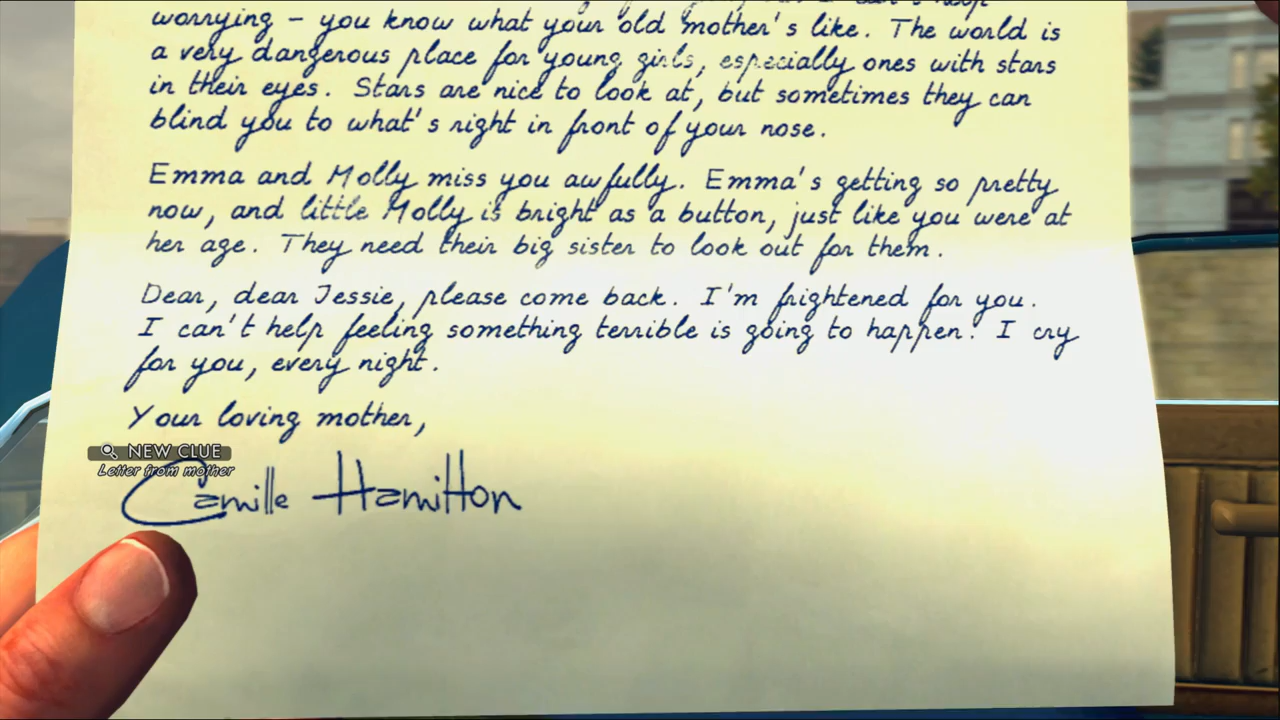 worrying – you know what your old mother's like. The world is
a very dangerous place for young girls, especially ones with stars
in their eyes. Stars are nice to look at, but sometimes they can
blind you to what's right in front of your nose.
Emma and Molly miss you awfully. Emma's getting so pretty
now, and little Molly is bright as a button, just like you were at
her age. They need their big sister to look out for them.
Dear, dear Jessie, please come back. I'm frightened for you.
I can't help feeling something terrible is going to happen. I cry
for you, every night.
Your loving mother,
NEW CLUE
Letter from mother
Camille Hamilton